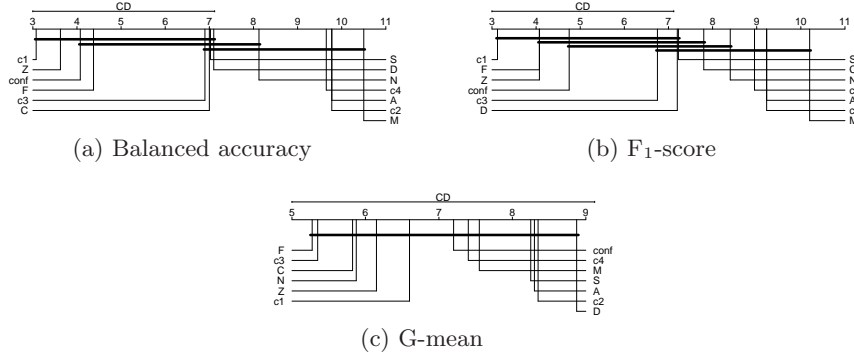 CD
3 4 5 6 7 8 9 10 11
c1 S
Z D
conf N
F c4
c3 A
C c2
M
(a) Balanced accuracy
CD
3 4 5 6 7 8 9 10 11
c1 S
F C
Z N
conf
c3 A
D
M
(b) F₁-score
CD
5 6 7 8 9
F conf
c3 c4
C M
N S
Z A
c1 c2
D
(c) G-mean